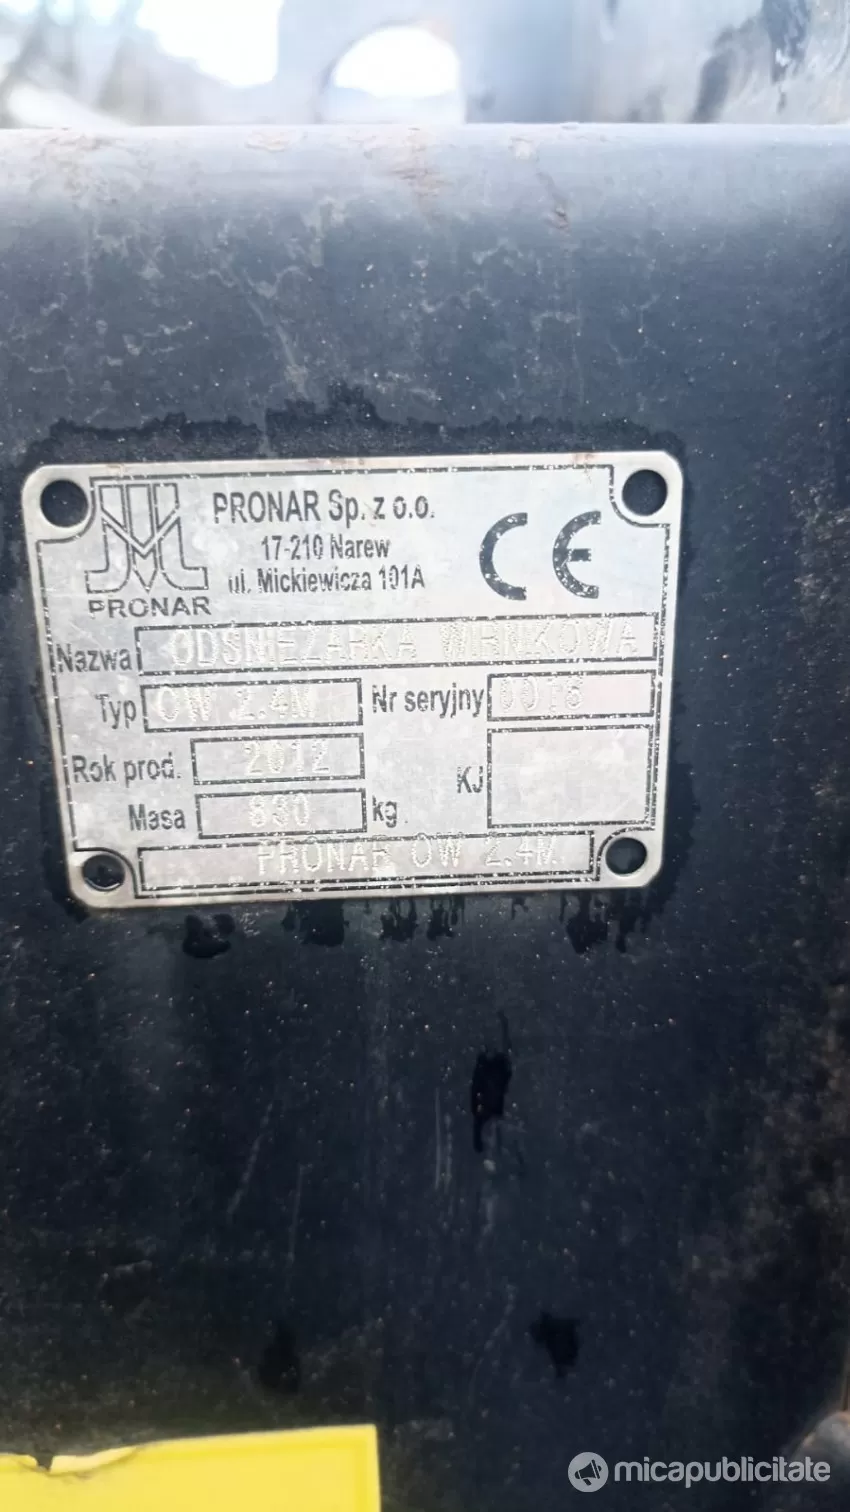 PRONAR Sp. z o.o.
17-210 Narew
ul. Mickiewicza 101A
PRONAR
CE
Nazwa ODŚNIEŻARKA WIRNIKOWA
Typ OW 2.4M Nr seryjny
Rok prod. 2012
KJ
Masa kg.
PRONAR OW 2.4M
micapublicitate